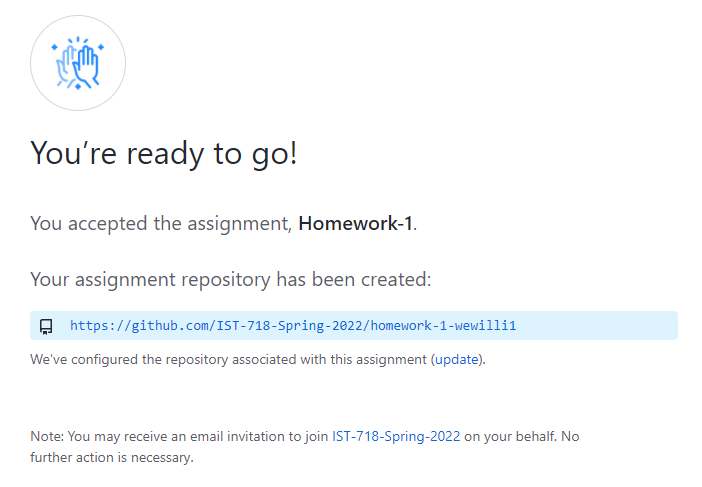 You’re ready to go!
You accepted the assignment, Homework-1.
Your assignment repository has been created:
https://github.com/IST-718-Spring-2022/homework-1-wewilli1
We've configured the repository associated with this assignment (update).
Note: You may receive an email invitation to join IST-718-Spring-2022 on your behalf. No
further action is necessary.